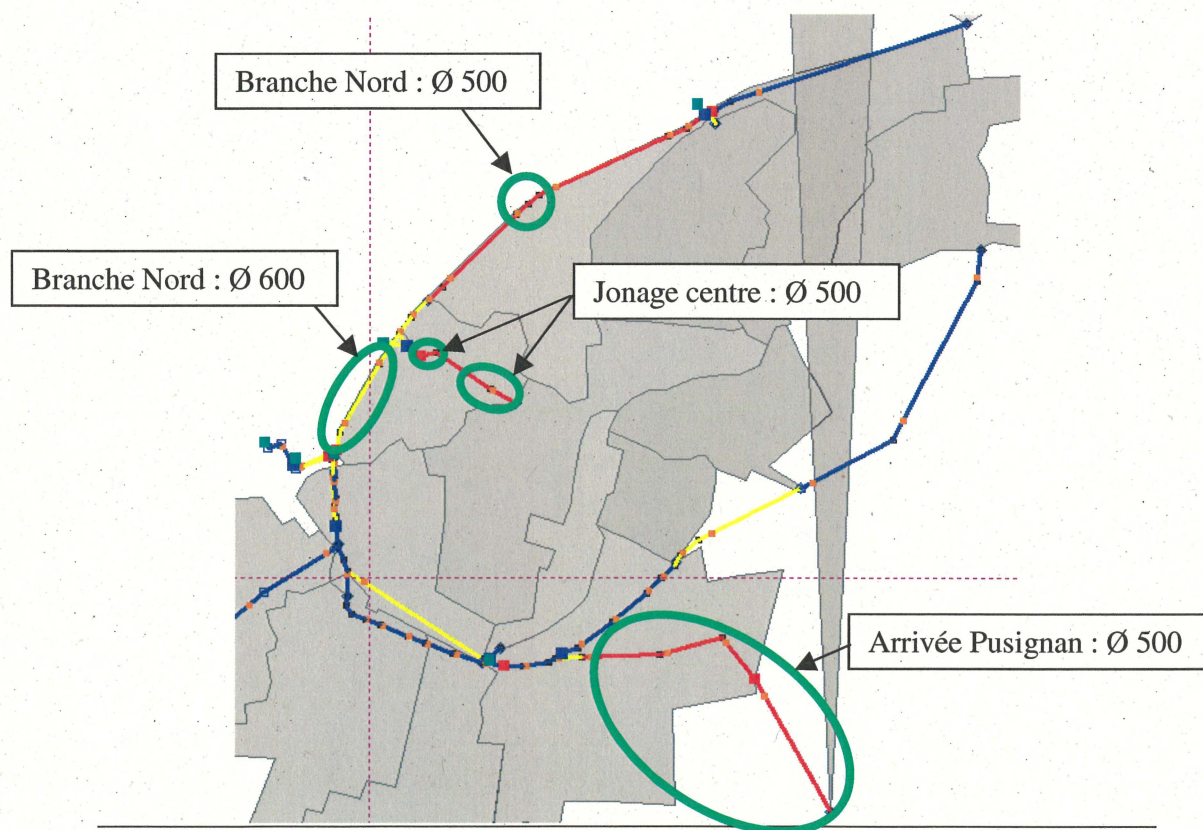 Branche Nord : Ø 500
Branche Nord : Ø 600
Jonage centre : Ø 500
Arrivée Pusignan : Ø 500